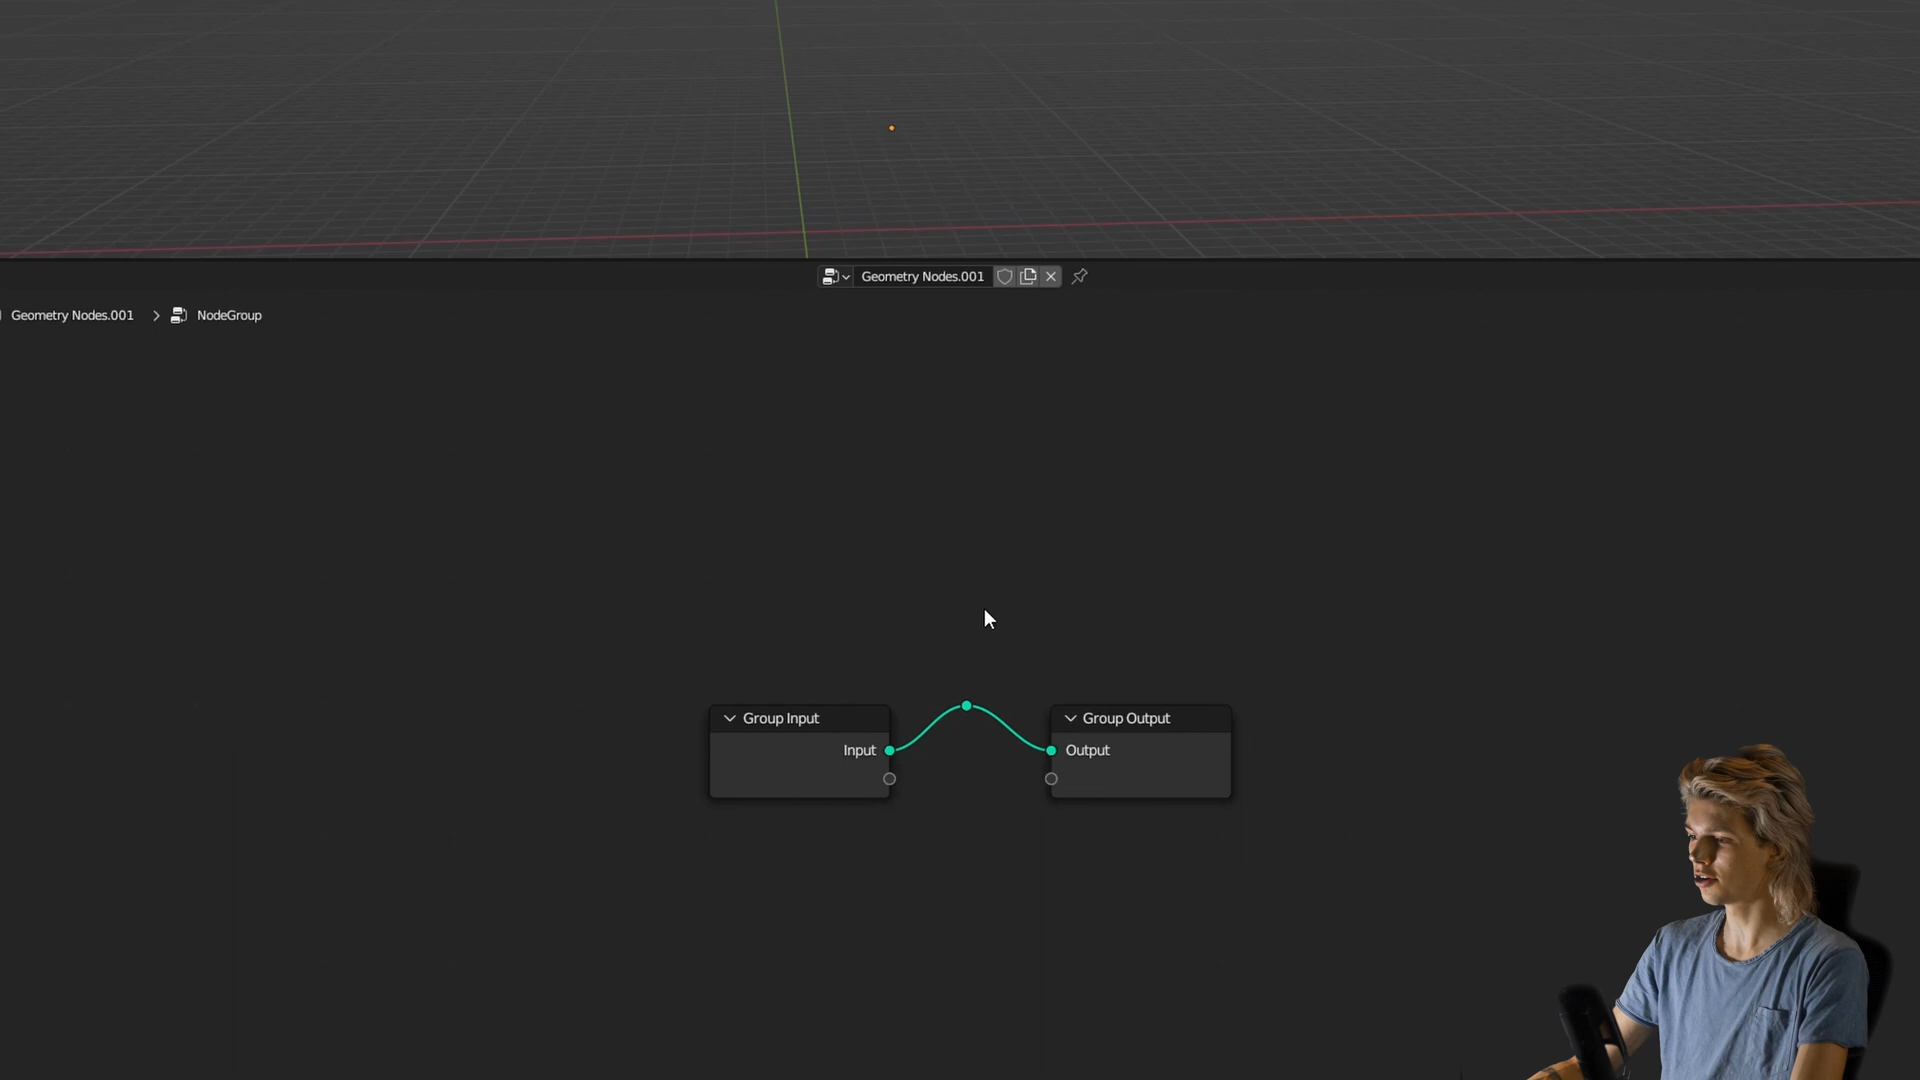 Geometry Nodes.001
Geometry Nodes.001 > NodeGroup
Group Input
Input
Group Output
Output